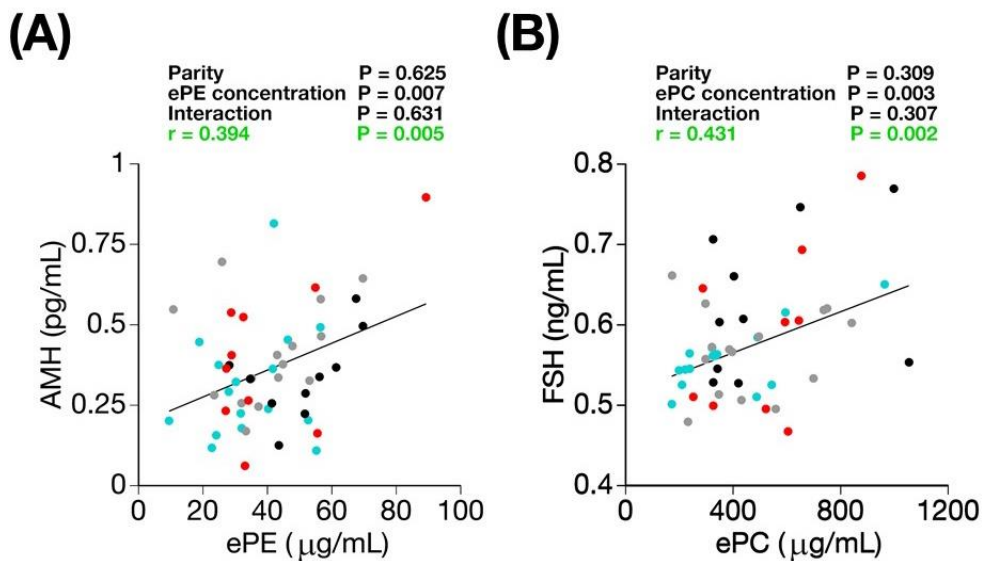 (A)
Parity P = 0.625
ePE concentration P = 0.007
Interaction P = 0.631
r = 0.394 P = 0.005
1
0.75
0.5
0.25
0
AMH (pg/mL)
0 20 40 60 80 100
ePE (μg/mL)
(B)
Parity P = 0.309
ePC concentration P = 0.003
Interaction P = 0.307
r = 0.431 P = 0.002
0.8
0.7
0.6
0.5
0.4
FSH (ng/mL)
0 400 800 1200
ePC (μg/mL)